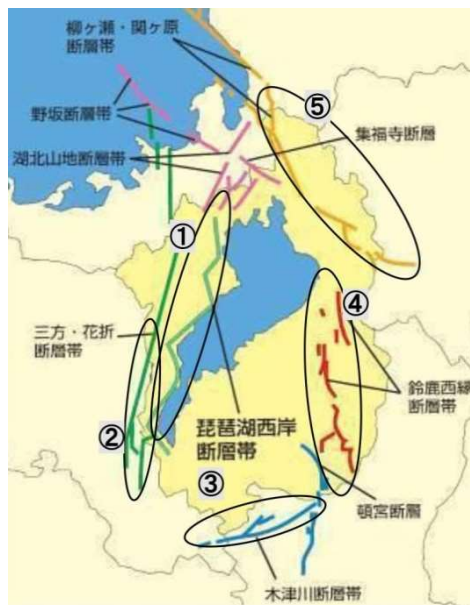 柳ヶ瀬・関ヶ原
断層帯
⑤
野坂断層帯
集福寺断層
湖北山地断層帯
①
④
三方・花折
断層帯
鈴鹿西縁
断層帯
②
琵琶湖西岸
断層帯
③
頓宮断層
木津川断層帯